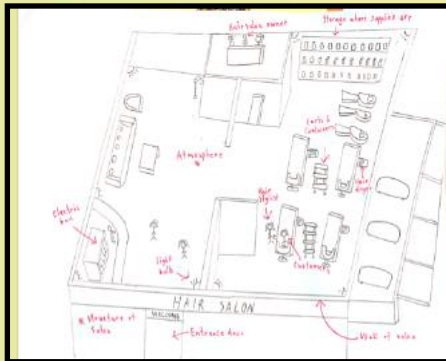 Hair salon owner
Storage where supplies are
Carts &
Containers
Atmosphere
Hair
dryer
Hair
stylist
Electric
box
Light
bulb
Customer
HAIR SALON
WELCOME
* Structure of
Salon
Entrance door
Wall of salon